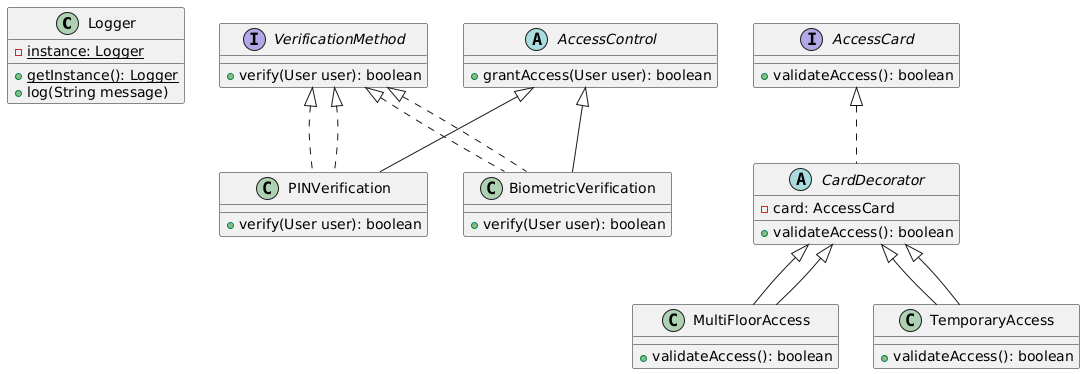 C Logger
instance: Logger
getInstance(): Logger
log(String message)
I VerificationMethod
verify(User user): boolean
A AccessControl
grantAccess(User user): boolean
I AccessCard
validateAccess(): boolean
C PINVerification
verify(User user): boolean
C BiometricVerification
verify(User user): boolean
A CardDecorator
card: AccessCard
validateAccess(): boolean
C MultiFloorAccess
validateAccess(): boolean
C TemporaryAccess
validateAccess(): boolean